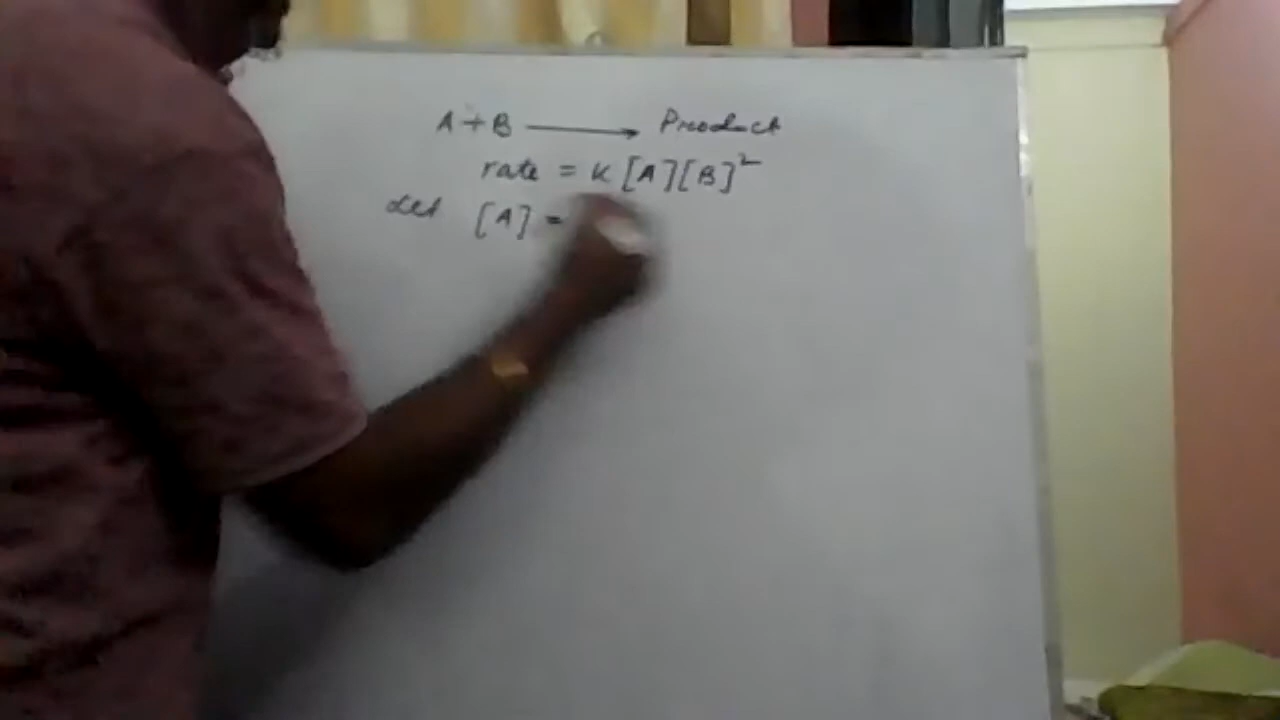 A + B ⟶ Product
rate = K [A][B]²
Let [A] =